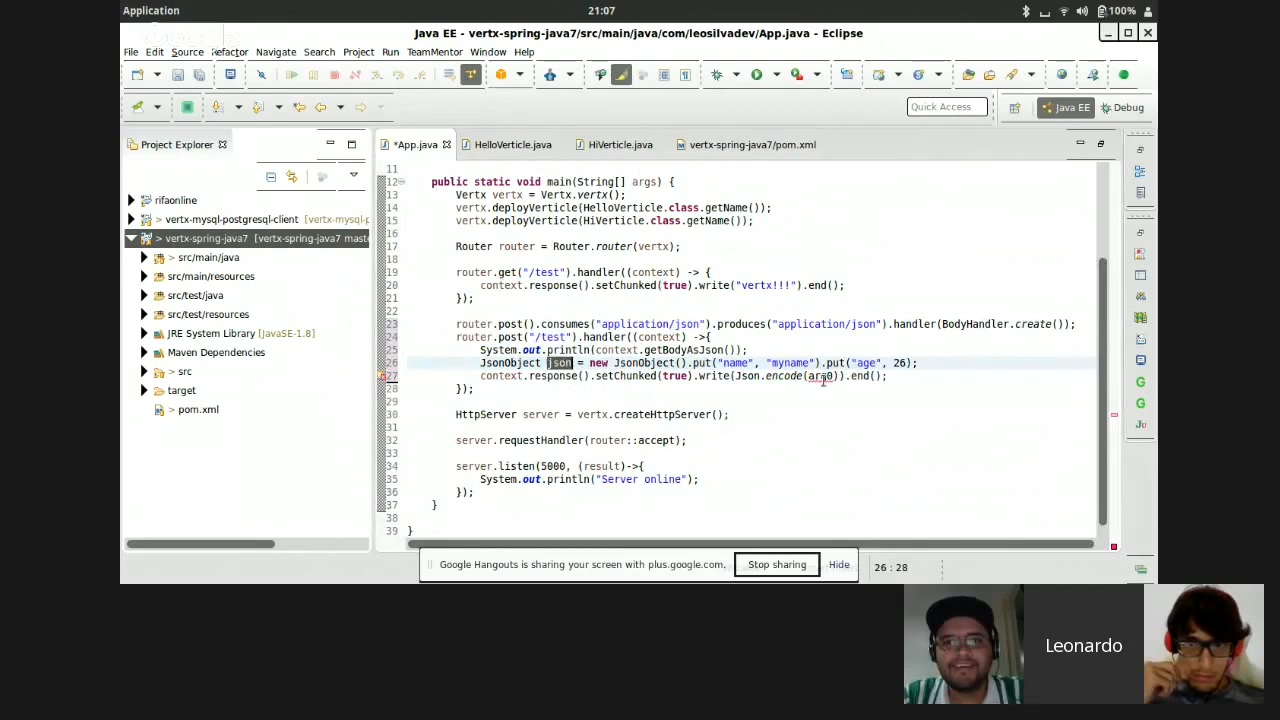 Application
21:07
100%
Java EE - vertx-spring-java7/src/main/java/com/leosilvadev/App.java - Eclipse
File Edit Source Refactor Navigate Search Project Run TeamMentor Window Help
Quick Access
Java EE
Debug
Project Explorer
*App.java
HelloVerticle.java
HiVerticle.java
vertx-spring-java7/pom.xml
rifaonline
> vertx-mysql-postgresql-client [vertx-mysql-p
> vertx-spring-java7 [vertx-spring-java7 mast
> src/main/java
src/main/resources
src/test/java
src/test/resources
JRE System Library [JavaSE-1.8]
Maven Dependencies
> src
target
> pom.xml
11
12 public static void main(String[] args) {
13 Vertx vertx = Vertx.vertx();
14 vertx.deployVerticle(HelloVerticle.class.getName());
15 vertx.deployVerticle(HiVerticle.class.getName());
16
17 Router router = Router.router(vertx);
18
19 router.get("/test").handler((context) -> {
20 context.response().setChunked(true).write("vertx!!!").end();
21 });
22
23 router.post().consumes("application/json").produces("application/json").handler(BodyHandler.create());
24 router.post("/test").handler((context) ->{
25 System.out.println(context.getBodyAsJson());
26 JsonObject json = new JsonObject().put("name", "myname").put("age", 26);
27 context.response().setChunked(true).write(Json.encode(arg0)).end();
28 });
29
30 HttpServer server = vertx.createHttpServer();
31
32 server.requestHandler(router::accept);
33
34 server.listen(5000, (result)->{
35 System.out.println("Server online");
36 });
37 }
38
39 }
Google Hangouts is sharing your screen with plus.google.com.
Stop sharing
Hide
26 : 28
Leonardo